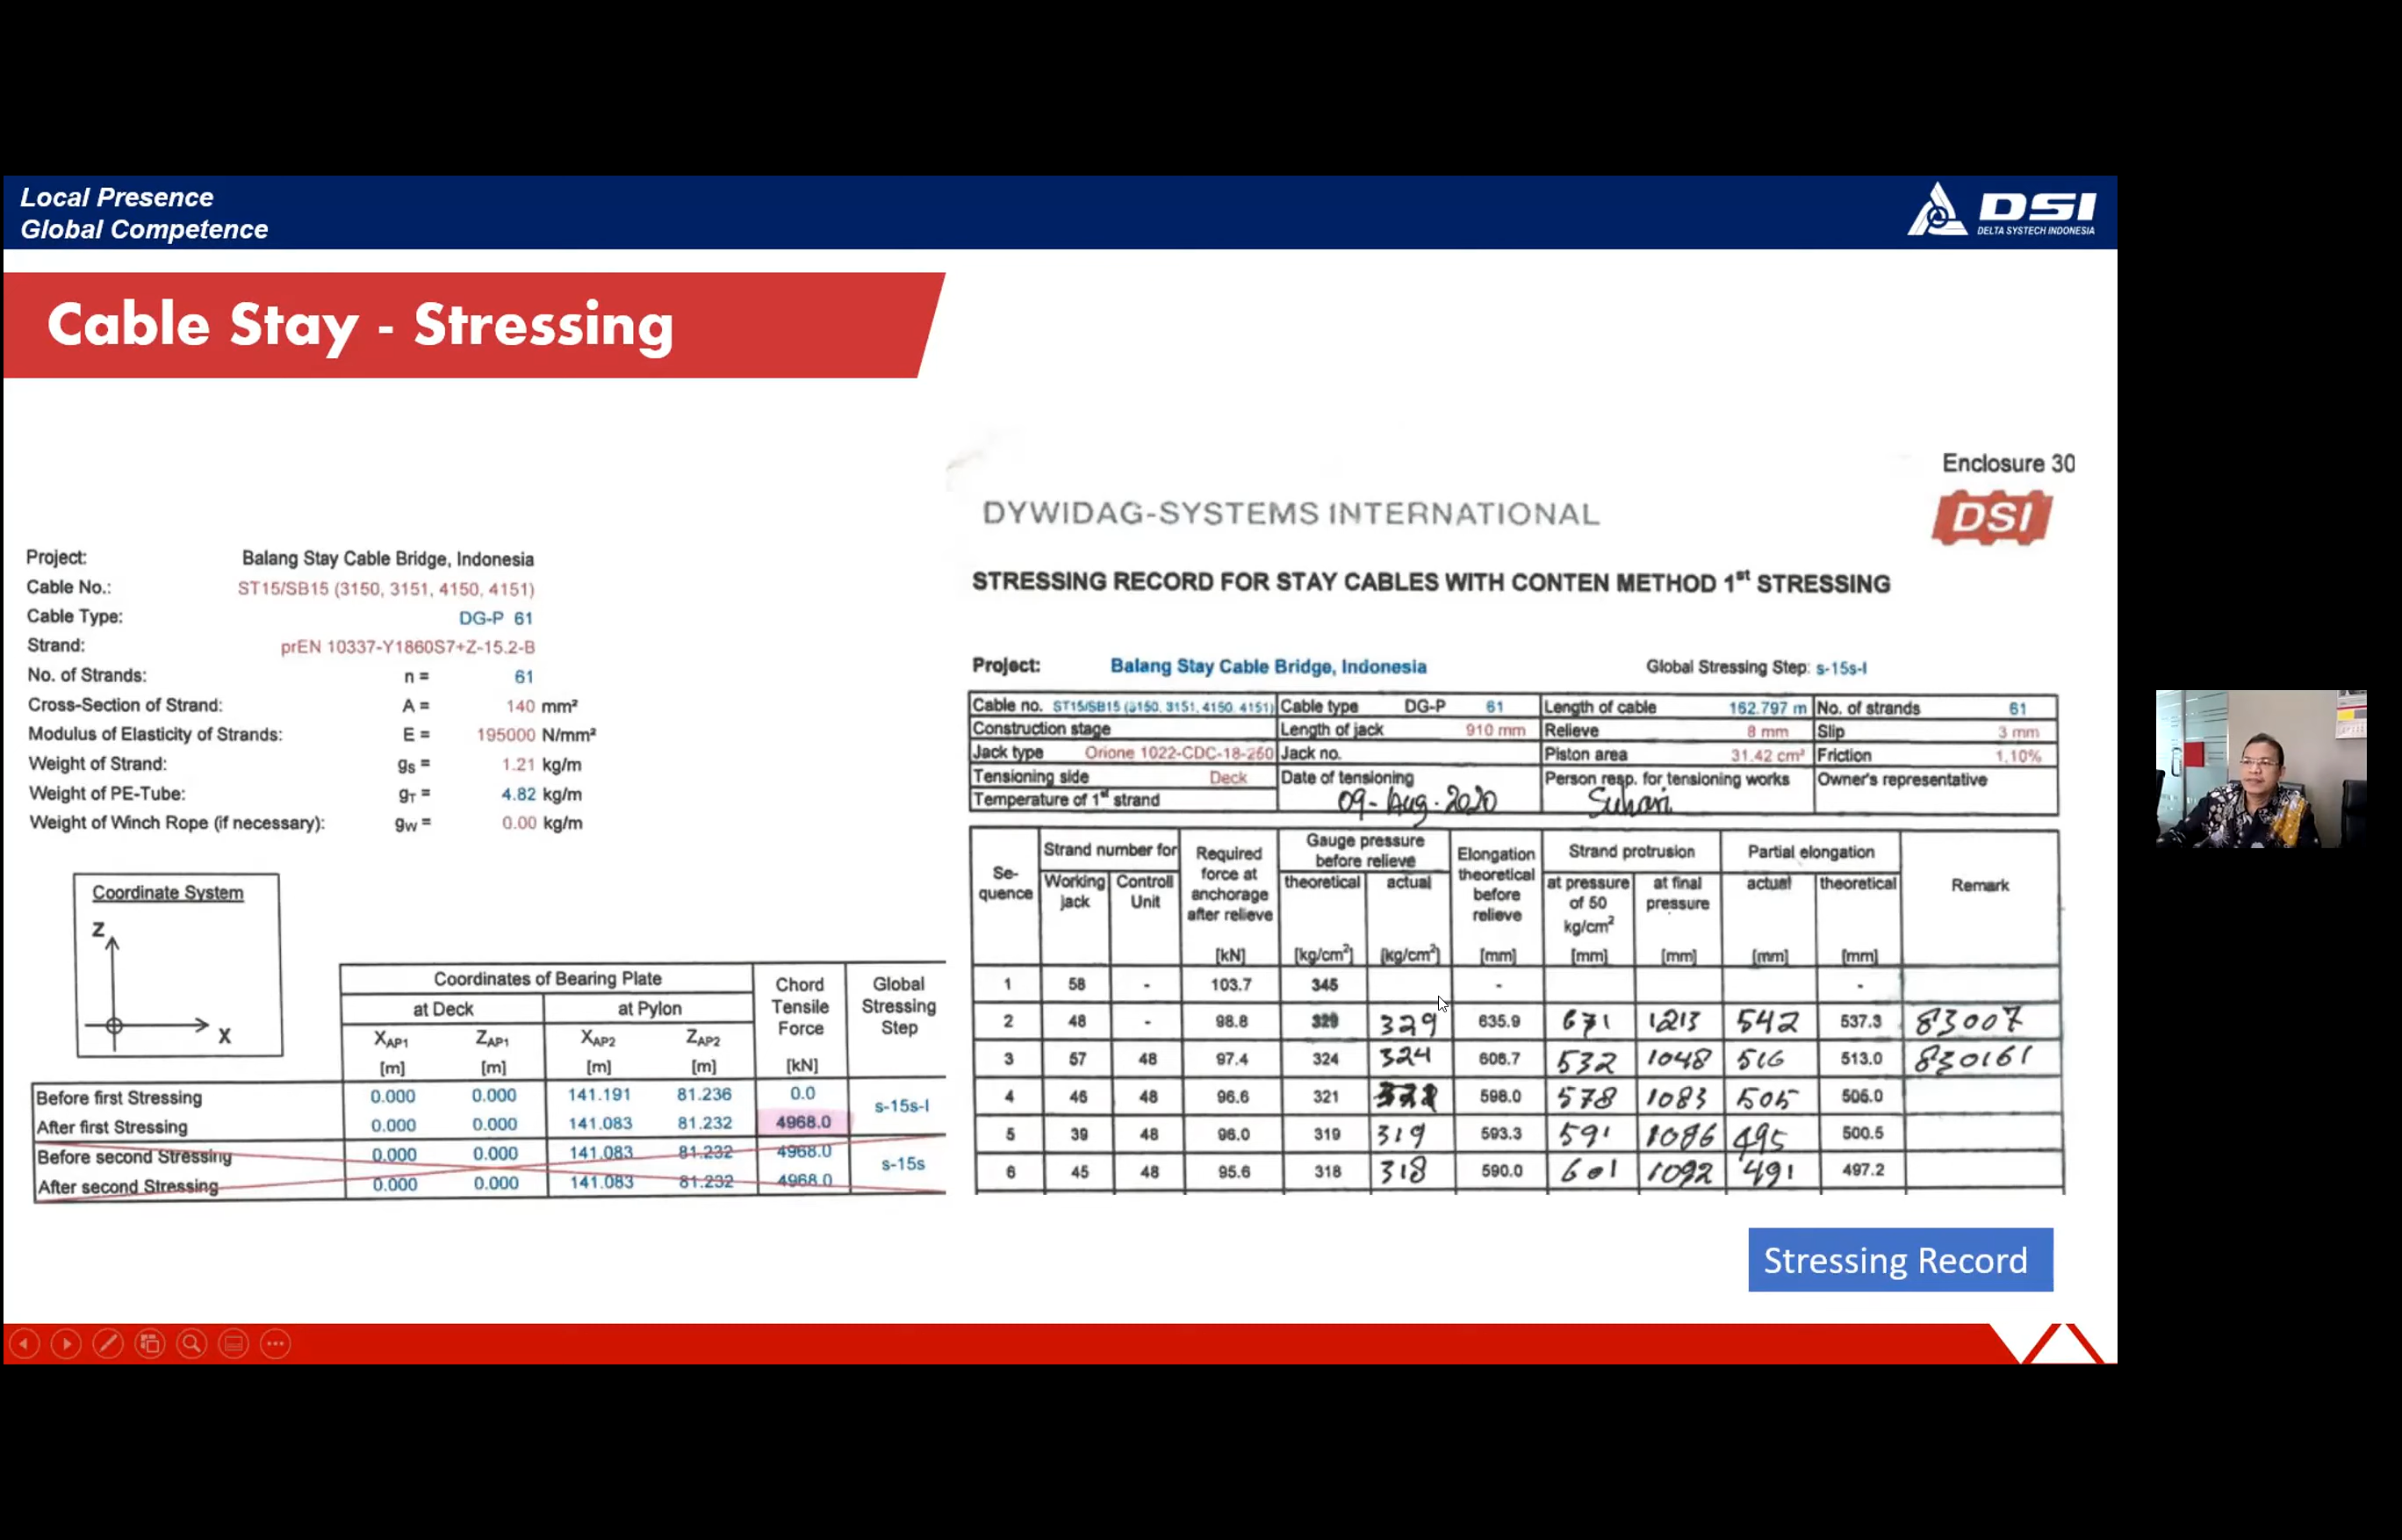 Local Presence
Global Competence
DSI
DELTA SYSTECH INDONESIA
Cable Stay - Stressing
Project: Balang Stay Cable Bridge, Indonesia
Cable No.: ST15/SB15 (3150, 3151, 4150, 4151)
Cable Type: DG-P 61
Strand: prEN 10337-Y1860S7+Z-15.2-B
No. of Strands: n = 61
Cross-Section of Strand: A = 140 mm²
Modulus of Elasticity of Strands: E = 195000 N/mm²
Weight of Strand: gS = 1.21 kg/m
Weight of PE-Tube: gT = 4.82 kg/m
Weight of Winch Rope (if necessary): gW = 0.00 kg/m
Coordinate System
Z
X
Coordinates of Bearing Plate Chord Tensile Force Global Stressing Step
at Deck at Pylon
XAP1 ZAP1 XAP2 ZAP2
[m] [m] [m] [m] [kN]
Before first Stressing 0.000 0.000 141.191 81.236 0.0 s-15s-I
After first Stressing 0.000 0.000 141.083 81.232 4968.0
Before second Stressing 0.000 0.000 141.083 81.232 4968.0 s-15s
After second Stressing 0.000 0.000 141.083 81.232 4968.0
Enclosure 30
DYWIDAG-SYSTEMS INTERNATIONAL
DSI
STRESSING RECORD FOR STAY CABLES WITH CONTEN METHOD 1st STRESSING
Project: Balang Stay Cable Bridge, Indonesia Global Stressing Step: s-15s-I
Cable no. ST15/SB15 (3150, 3151, 4150, 4151) Cable type DG-P 61 Length of cable 162.797 m No. of strands 61
Construction stage Length of jack 910 mm Relieve 8 mm Slip 3 mm
Jack type Orione 1022-CDC-18-260 Jack no. Piston area 31.42 cm² Friction 1.10%
Tensioning side Deck Date of tensioning Person resp. for tensioning works Owner's representative
Temperature of 1st strand 09-Aug-2020 Suhari
Sequence Strand number for Required force at anchorage after relieve Gauge pressure before relieve Elongation theoretical before relieve Strand protrusion Partial elongation Remark
Working jack Controll Unit theoretical actual at pressure of 50 kg/cm² at final pressure actual theoretical
[kN] [kg/cm²] [kg/cm²] [mm] [mm] [mm] [mm] [mm]
1 58 - 103.7 345 - -
2 48 - 98.8 329 329 635.9 671 1213 542 537.3 83007
3 57 48 97.4 324 324 606.7 532 1048 516 513.0 830161
4 46 48 96.6 321 598.0 578 1083 505 506.0
5 39 48 96.0 319 319 593.3 591 1086 495 500.5
6 45 48 95.6 318 318 590.0 601 1092 491 497.2
Stressing Record